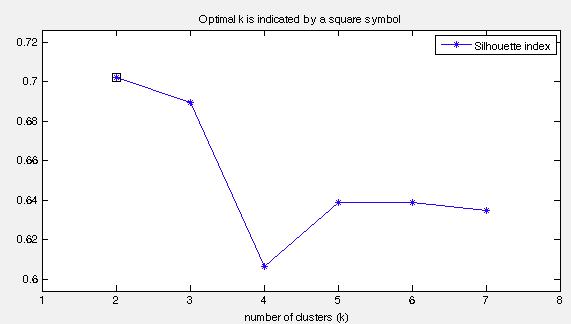 Optimal k is indicated by a square symbol
Silhouette index
0.72
0.7
0.68
0.66
0.64
0.62
0.6
1 2 3 4 5 6 7 8
number of clusters (k)